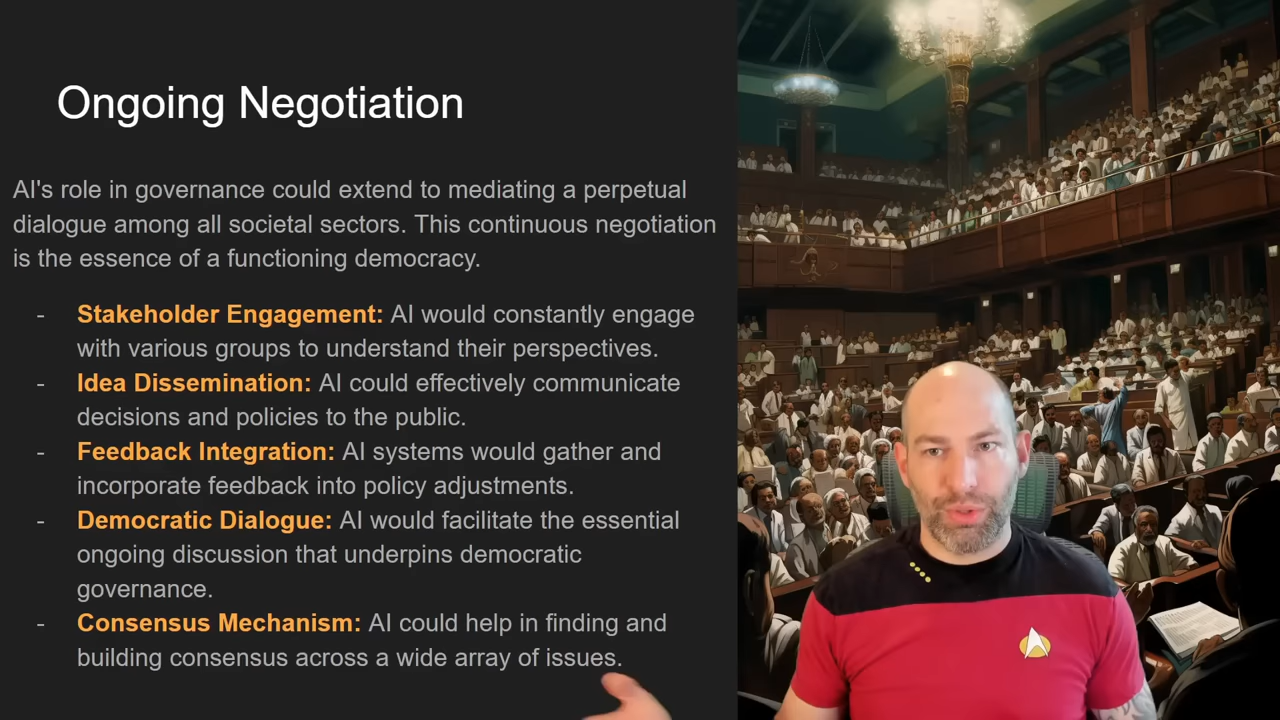 Ongoing Negotiation
AI's role in governance could extend to mediating a perpetual
dialogue among all societal sectors. This continuous negotiation
is the essence of a functioning democracy.
- Stakeholder Engagement: AI would constantly engage
with various groups to understand their perspectives.
- Idea Dissemination: AI could effectively communicate
decisions and policies to the public.
- Feedback Integration: AI systems would gather and
incorporate feedback into policy adjustments.
- Democratic Dialogue: AI would facilitate the essential
ongoing discussion that underpins democratic
governance.
- Consensus Mechanism: AI could help in finding and
building consensus across a wide array of issues.